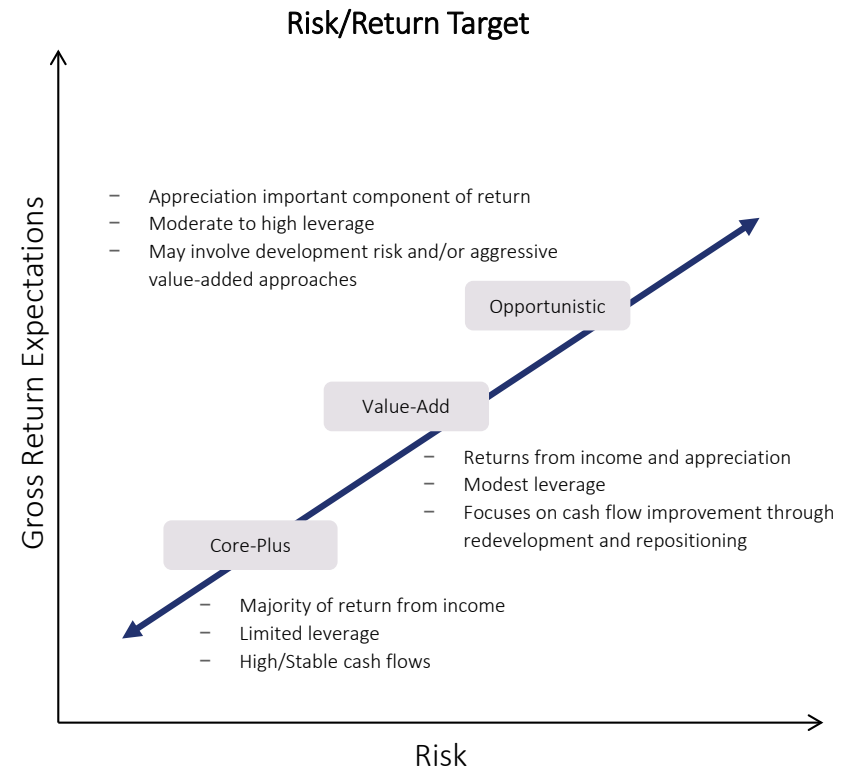 Risk/Return Target
Gross Return Expectations
– Appreciation important component of return
– Moderate to high leverage
– May involve development risk and/or aggressive
value-added approaches
Opportunistic
Value-Add
– Returns from income and appreciation
– Modest leverage
– Focuses on cash flow improvement through
redevelopment and repositioning
Core-Plus
– Majority of return from income
– Limited leverage
– High/Stable cash flows
Risk